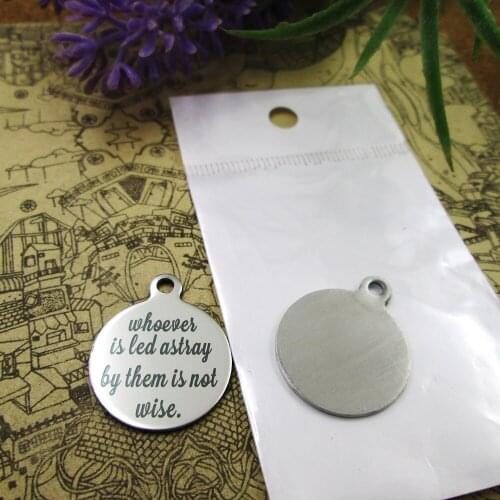 whoever
is led astray
by them is not
wise.